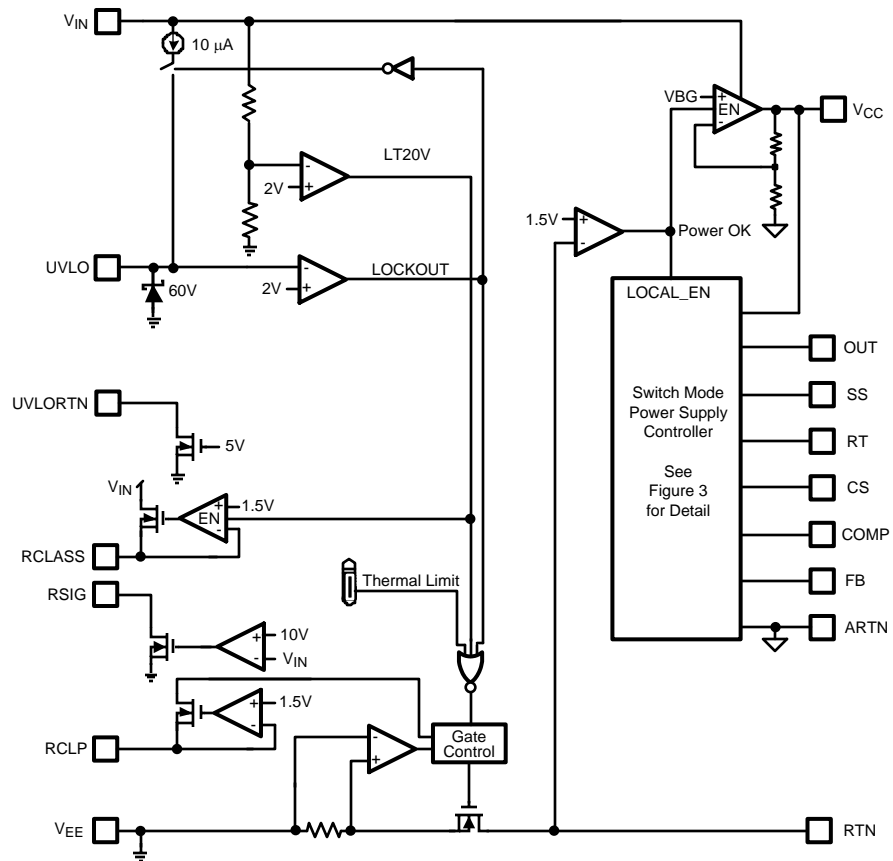 VIN
10 μA
LT20V
2V
VBG
+
EN
-
VCC
1.5V
+
-
Power OK
UVLO
60V
-
+
2V
LOCKOUT
-
+
LOCAL_EN
Switch Mode
Power Supply
Controller
See
Figure 3
for Detail
OUT
SS
RT
CS
COMP
FB
ARTN
UVLORTN
5V
VIN
1.5V
+
EN
-
RCLASS
Thermal Limit
RSIG
10V
+
-
VIN
1.5V
+
-
RCLP
-
+
Gate
Control
VEE
RTN